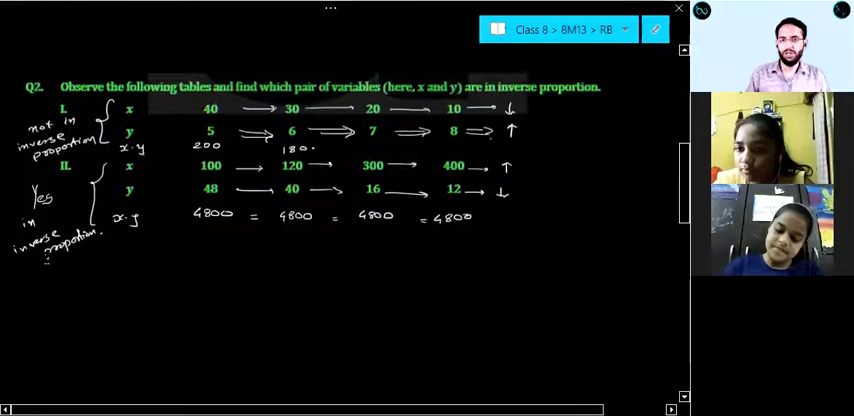 Class 8 > 8M13 > RB
Q2. Observe the following tables and find which pair of variables (here, x and y) are in inverse proportion.
I. x 40 → 30 → 20 → 10 → ↓
not in inverse proportion
y 5 ⇒ 6 ⇒ 7 ⇒ 8 ⇒ ↑
x.y 200 180.
II. x 100 → 120 → 300 → 400 → ↑
Yes
y 48 → 40 → 16 → 12 → ↓
in inverse proportion.
x.y 4800 = 4800 = 4800 = 4800